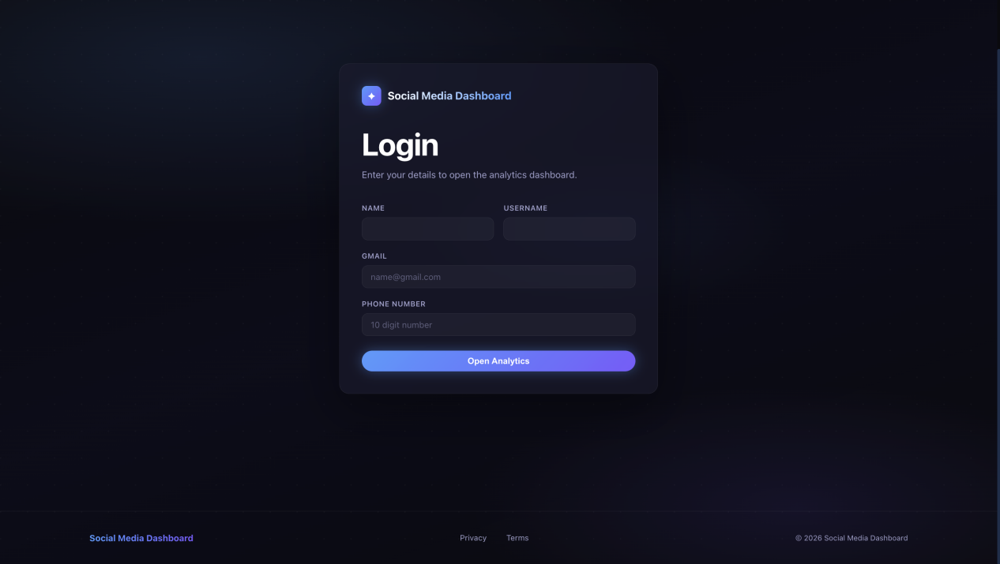 Social Media Dashboard
Login
Enter your details to open the analytics dashboard.
NAME USERNAME
GMAIL
name@gmail.com
PHONE NUMBER
10 digit number
Open Analytics
Social Media Dashboard Privacy Terms © 2026 Social Media Dashboard